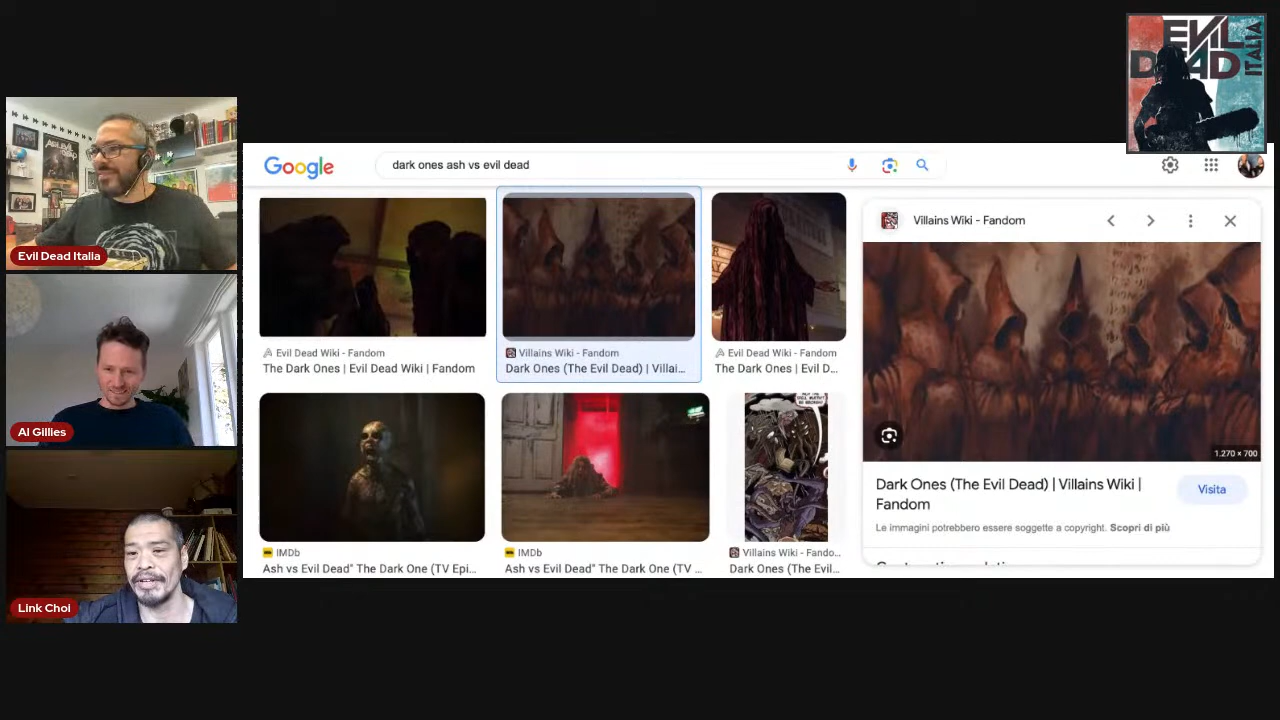 EVIL
DEAD
ITALIA
Google
dark ones ash vs evil dead
Evil Dead Italia
Al Gillies
Link Choi
Evil Dead Wiki - Fandom
The Dark Ones | Evil Dead Wiki | Fandom
Villains Wiki - Fandom
Dark Ones (The Evil Dead) | Villai...
Evil Dead Wiki - Fandom
The Dark Ones | Evil D...
IMDb
Ash vs Evil Dead" The Dark One (TV Epi...
IMDb
Ash vs Evil Dead" The Dark One (TV ...
Villains Wiki - Fando...
Dark Ones (The Evil...
Villains Wiki - Fandom
1.270 × 700
Dark Ones (The Evil Dead) | Villains Wiki |
Fandom
Visita
Le immagini potrebbero essere soggette a copyright. Scopri di più